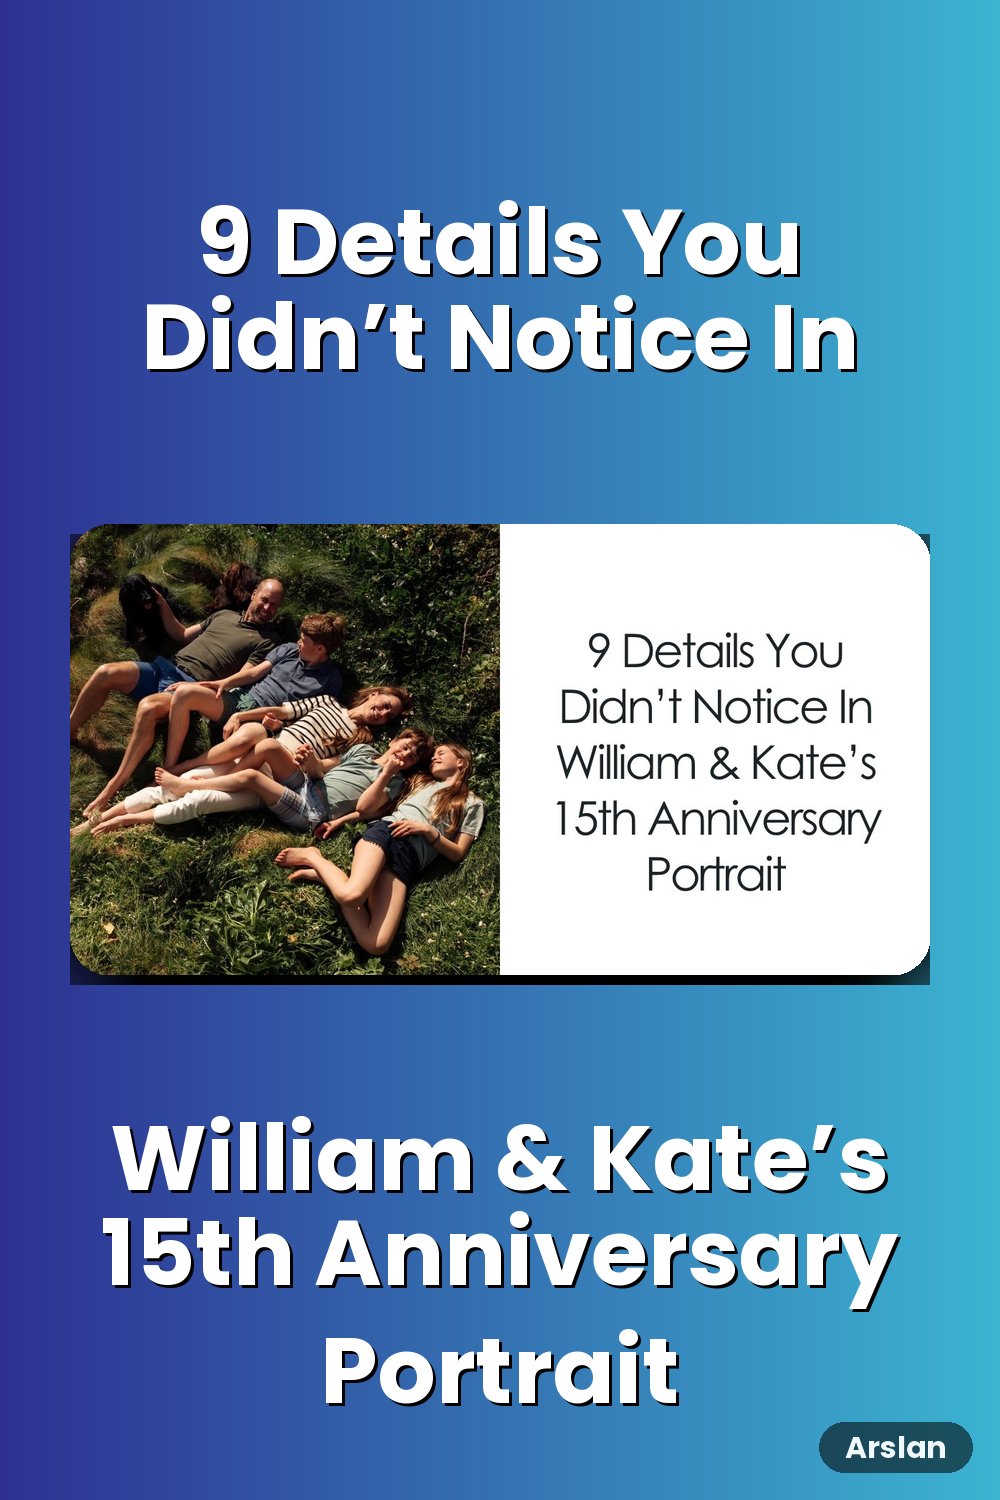 9 Details You
Didn’t Notice In
9 Details You
Didn’t Notice In
William & Kate’s
15th Anniversary
Portrait
William & Kate’s
15th Anniversary
Portrait
Arslan